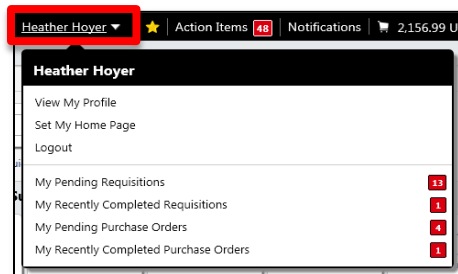 Heather Hoyer ▼ ★ Action Items 48 Notifications 2,156.99 U
Heather Hoyer
View My Profile
Set My Home Page
Logout
My Pending Requisitions 13
My Recently Completed Requisitions 1
My Pending Purchase Orders 4
My Recently Completed Purchase Orders 1